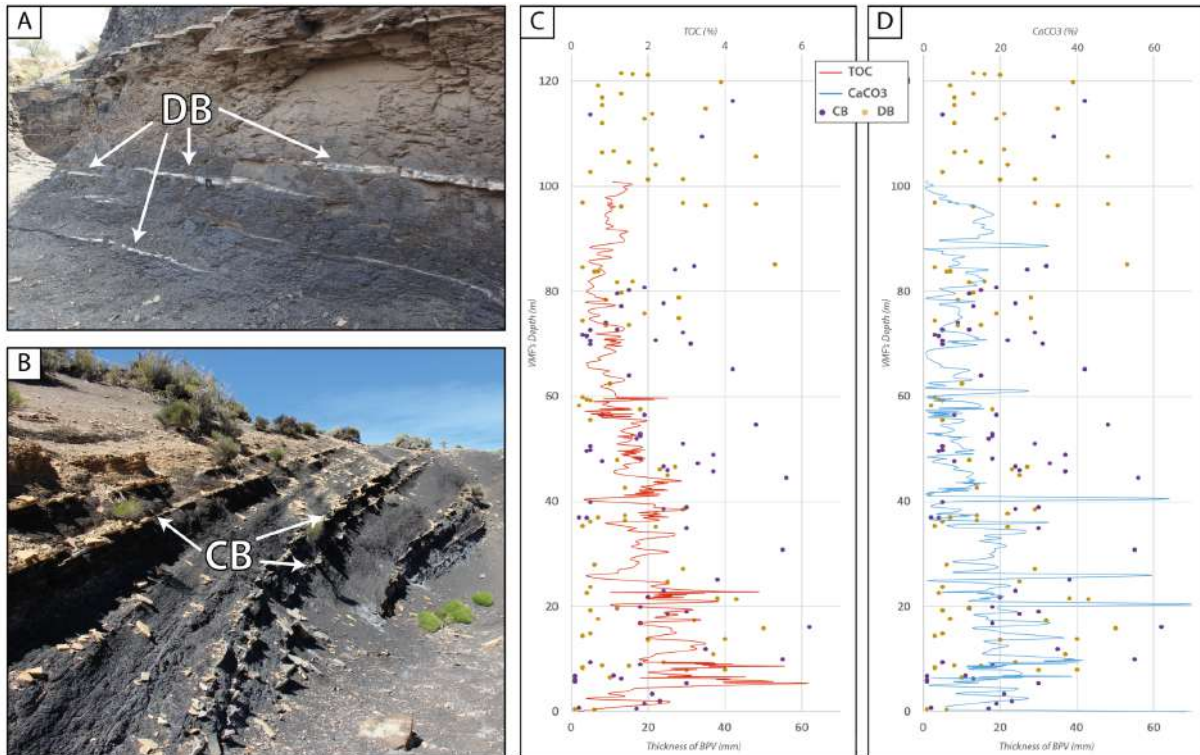 A
DB
B
CB
C
TOC (%)
0 2 4 6
120
100
80
60
40
20
0
VMF's Depth (m)
0 20 40 60
Thickness of BPV (mm)
TOC
CaCO3
CB DB
D
CaCO3 (%)
0 20 40 60
100
80
60
40
20
0
VMF's Depth (m)
0 20 40 60
Thickness of BPV (mm)